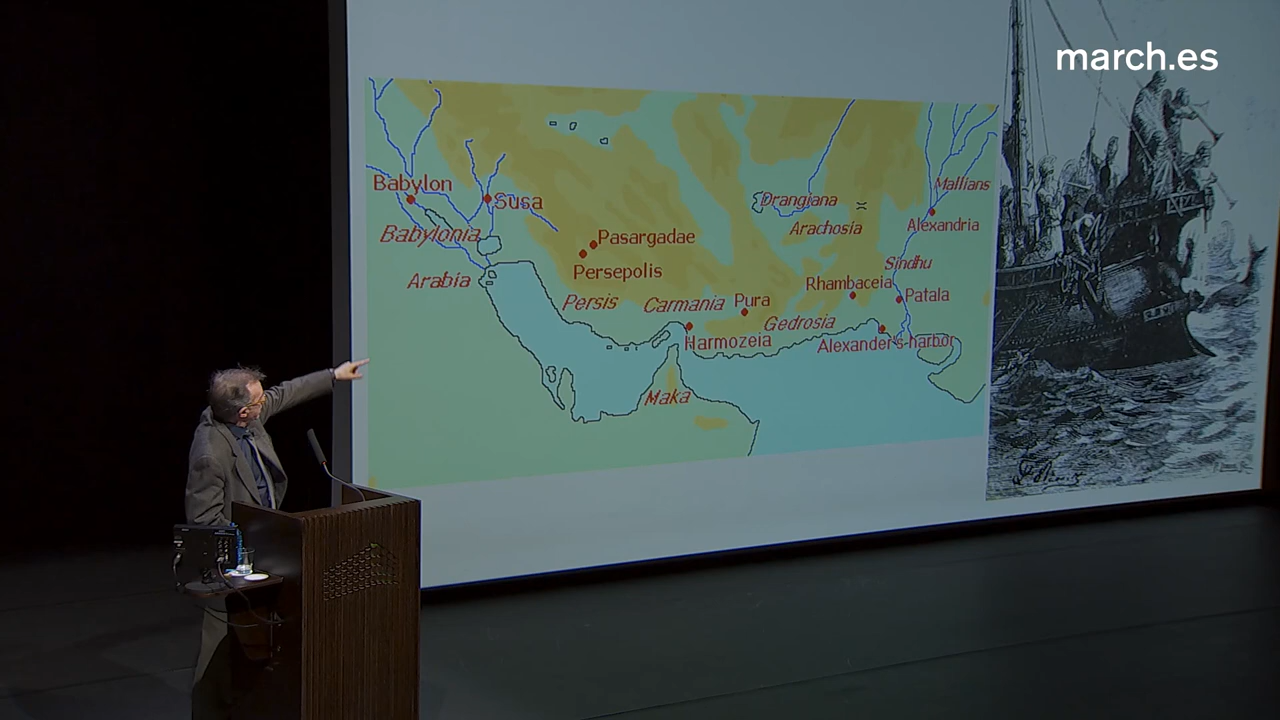 march.es
Babylon
Susa
Babylonia
Arabia
Pasargadae
Persepolis
Persis
Carmania
Pura
Harmozeia
Gedrosia
Maka
Drangiana
Arachosia
Mallians
Alexandria
Sindhu
Rhambaceia
Patala
Alexander's-harbor